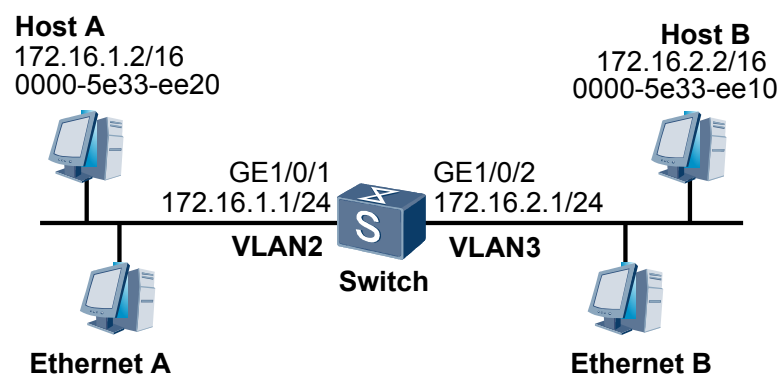 Host A
172.16.1.2/16
0000-5e33-ee20
Host B
172.16.2.2/16
0000-5e33-ee10
GE1/0/1
172.16.1.1/24
GE1/0/2
172.16.2.1/24
VLAN2
S
VLAN3
Switch
Ethernet A
Ethernet B